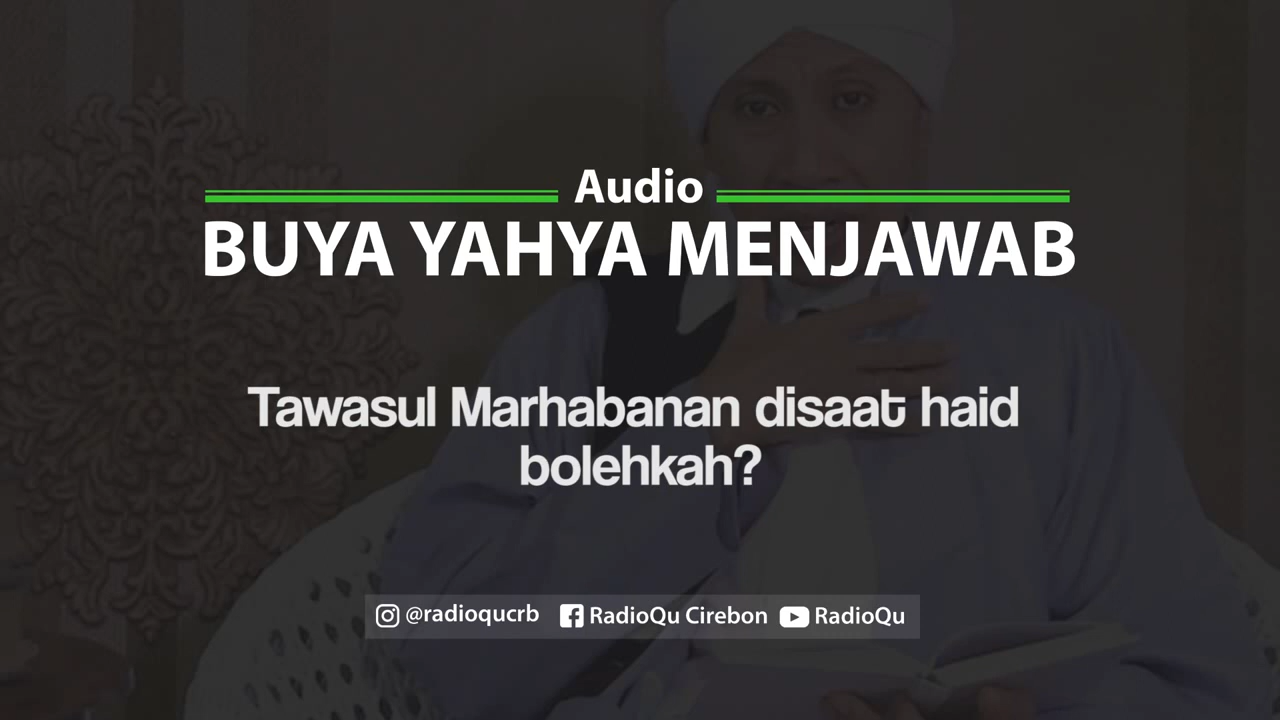 Audio
BUYA YAHYA MENJAWAB
Tawasul Marhabanan disaat haid
bolehkah?
@radioqucrb RadioQu Cirebon RadioQu